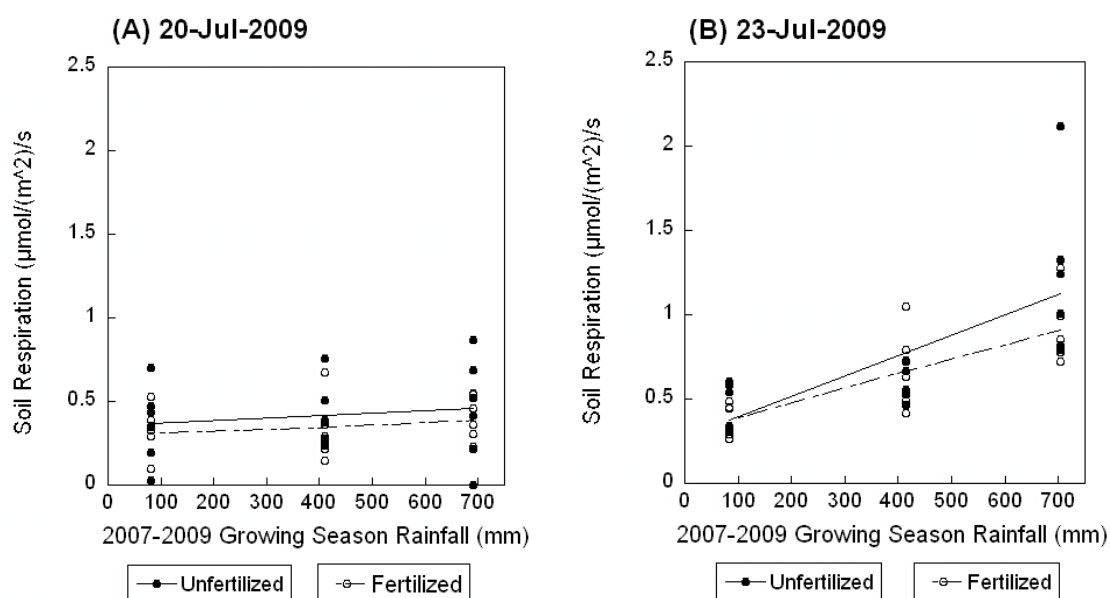 (A) 20-Jul-2009
2.5
2
1.5
1
0.5
0
0 100 200 300 400 500 600 700
Soil Respiration (µmol/(m^2)/s
2007-2009 Growing Season Rainfall (mm)
Unfertilized
Fertilized
(B) 23-Jul-2009
2.5
2
1.5
1
0.5
0
0 100 200 300 400 500 600 700
Soil Respiration (µmol/(m^2)/s
2007-2009 Growing Season Rainfall (mm)
Unfertilized
Fertilized